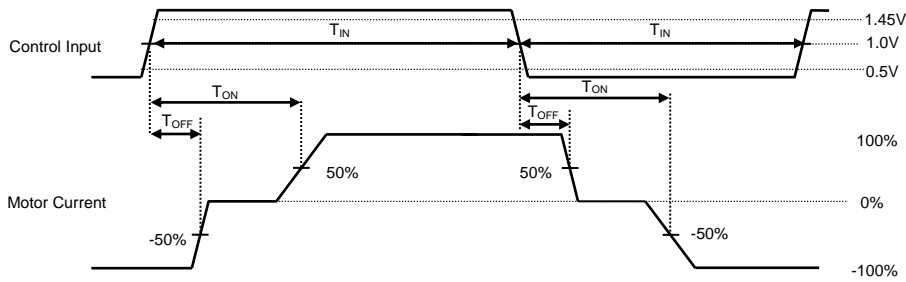 1.45V
Control Input
T_IN
T_IN
1.0V
0.5V
T_ON
T_ON
T_OFF
T_OFF
100%
50%
50%
Motor Current
0%
-50%
-50%
-100%